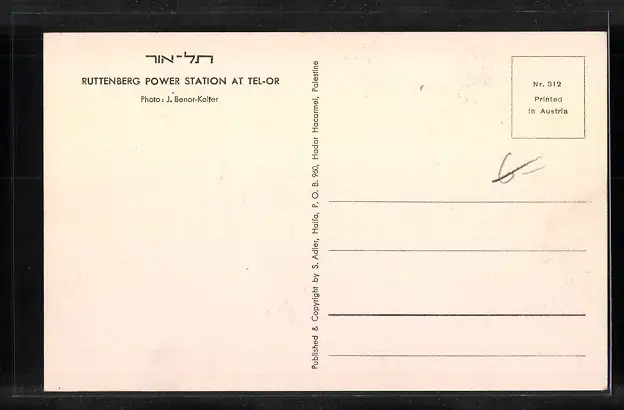 תל-אור
RUTTENBERG POWER STATION AT TEL-OR
Photo: J. Benor-Kalter
Published & Copyright by S. Adler, Haifa, P. O. B. 960, Hadar Hacarmel, Palestine
Nr. 312
Printed
in Austria
6-